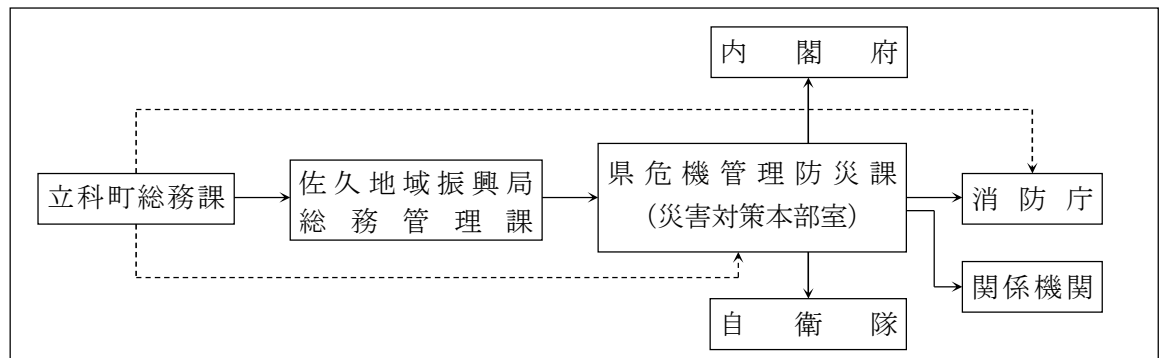 内閣府
立科町総務課
佐久地域振興局
総務管理課
県危機管理防災課
(災害対策本部室)
消防庁
関係機関
自衛隊